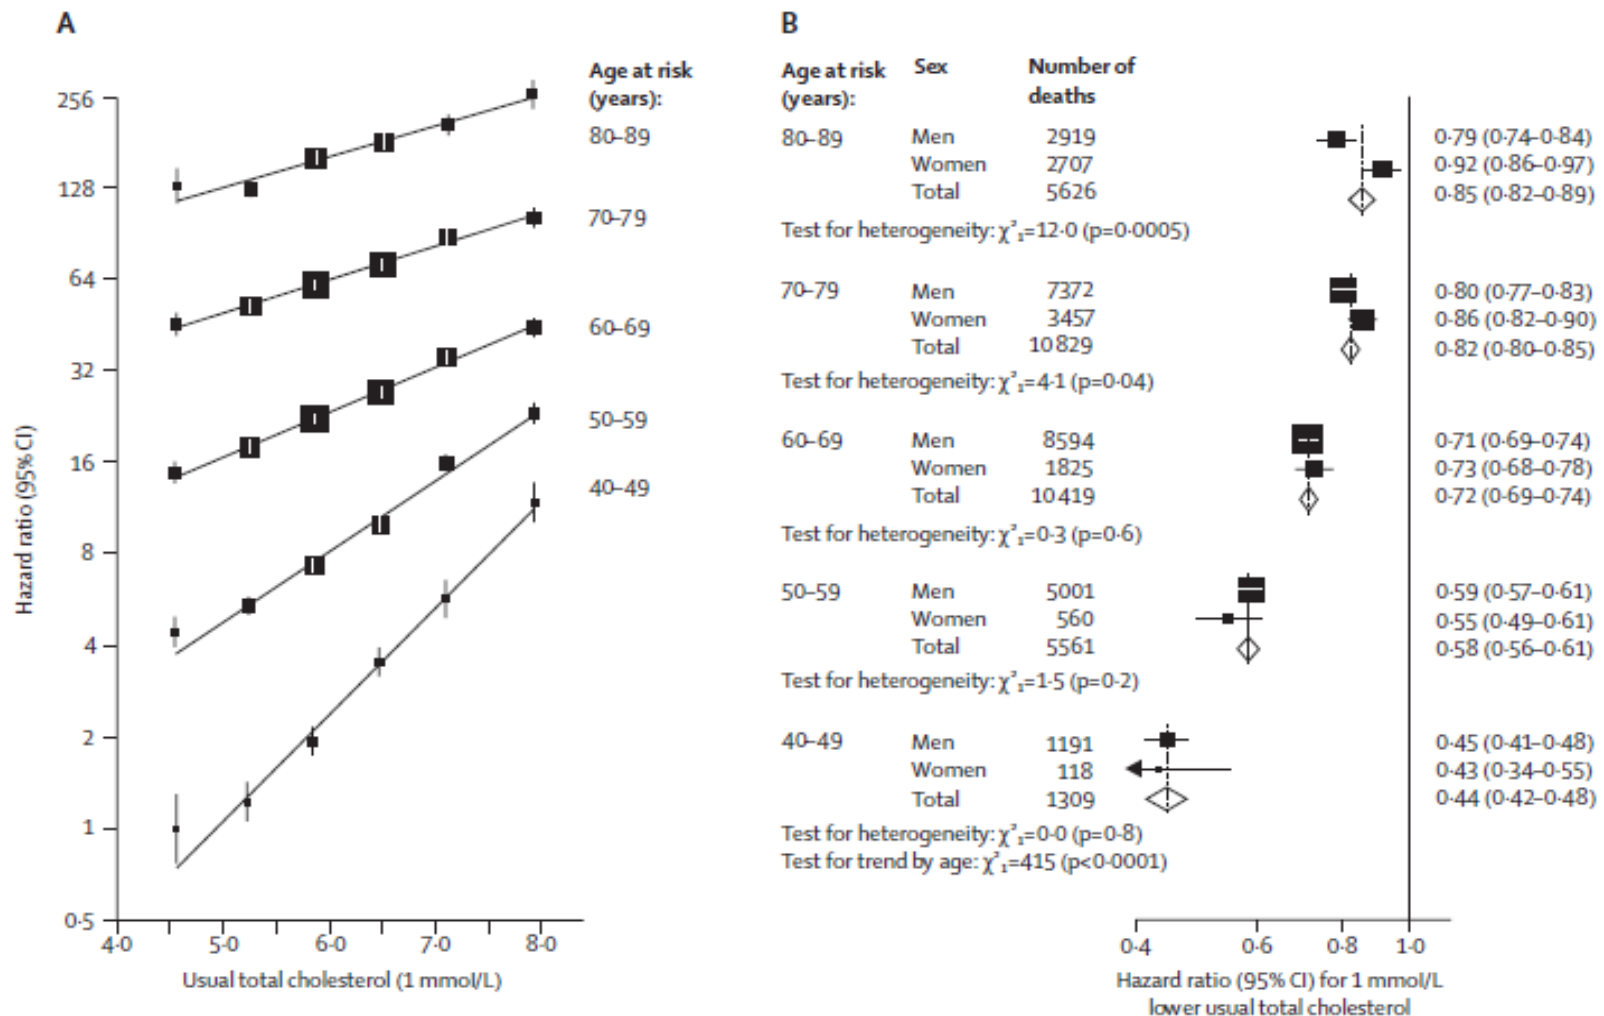 A
Hazard ratio (95% CI)
256
128
64
32
16
8
4
2
1
0·5
4·0 5·0 6·0 7·0 8·0
Usual total cholesterol (1 mmol/L)
Age at risk
(years):
80–89
70–79
60–69
50–59
40–49
B
Age at risk Sex Number of
(years): deaths
80–89 Men 2919 0·79 (0·74–0·84)
Women 2707 0·92 (0·86–0·97)
Total 5626 0·85 (0·82–0·89)
Test for heterogeneity: χ²₁=12·0 (p=0·0005)
70–79 Men 7372 0·80 (0·77–0·83)
Women 3457 0·86 (0·82–0·90)
Total 10 829 0·82 (0·80–0·85)
Test for heterogeneity: χ²₁=4·1 (p=0·04)
60–69 Men 8594 0·71 (0·69–0·74)
Women 1825 0·73 (0·68–0·78)
Total 10 419 0·72 (0·69–0·74)
Test for heterogeneity: χ²₁=0·3 (p=0·6)
50–59 Men 5001 0·59 (0·57–0·61)
Women 560 0·55 (0·49–0·61)
Total 5561 0·58 (0·56–0·61)
Test for heterogeneity: χ²₁=1·5 (p=0·2)
40–49 Men 1191 0·45 (0·41–0·48)
Women 118 0·43 (0·34–0·55)
Total 1309 0·44 (0·42–0·48)
Test for heterogeneity: χ²₁=0·0 (p=0·8)
Test for trend by age: χ²₁=415 (p<0·0001)
0·4 0·6 0·8 1·0
Hazard ratio (95% CI) for 1 mmol/L
lower usual total cholesterol